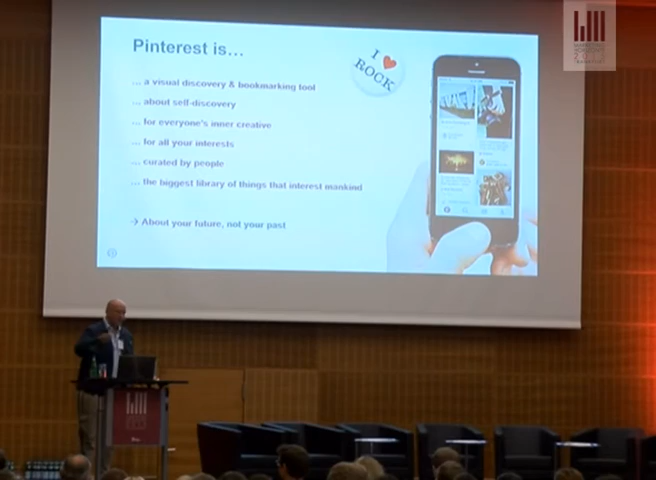 Pinterest is…
I ♥
ROCK
… a visual discovery & bookmarking tool
… about self-discovery
… for everyone's inner creative
… for all your interests
… curated by people
… the biggest library of things that interest mankind
→ About your future, not your past